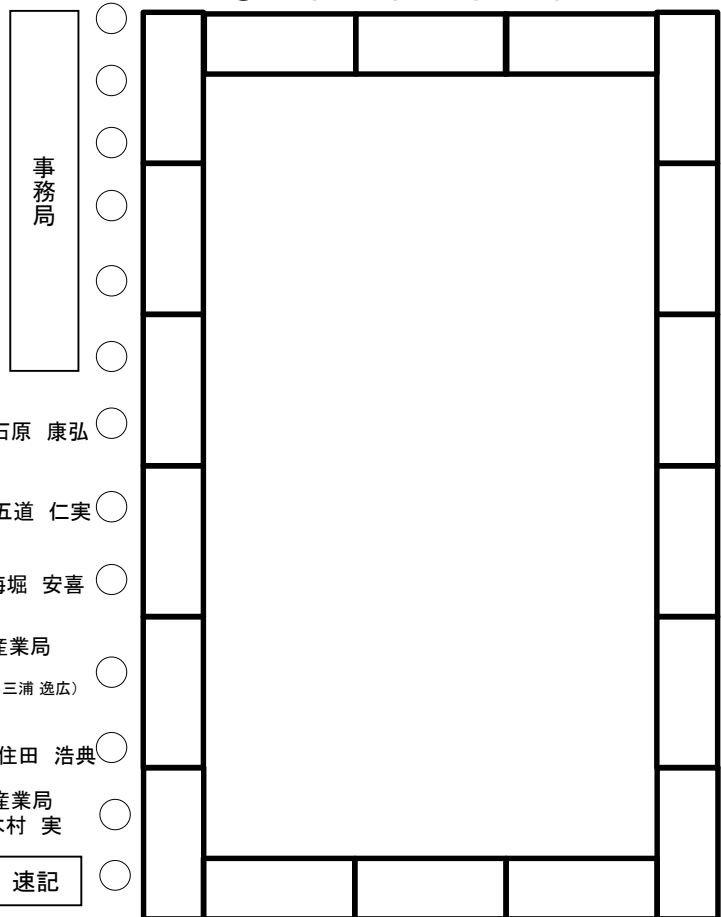 事務局
石原 康弘
五道 仁実
海堀 安喜
産業局
三浦 逸広）
住田 浩典
産業局
木村 実
速記